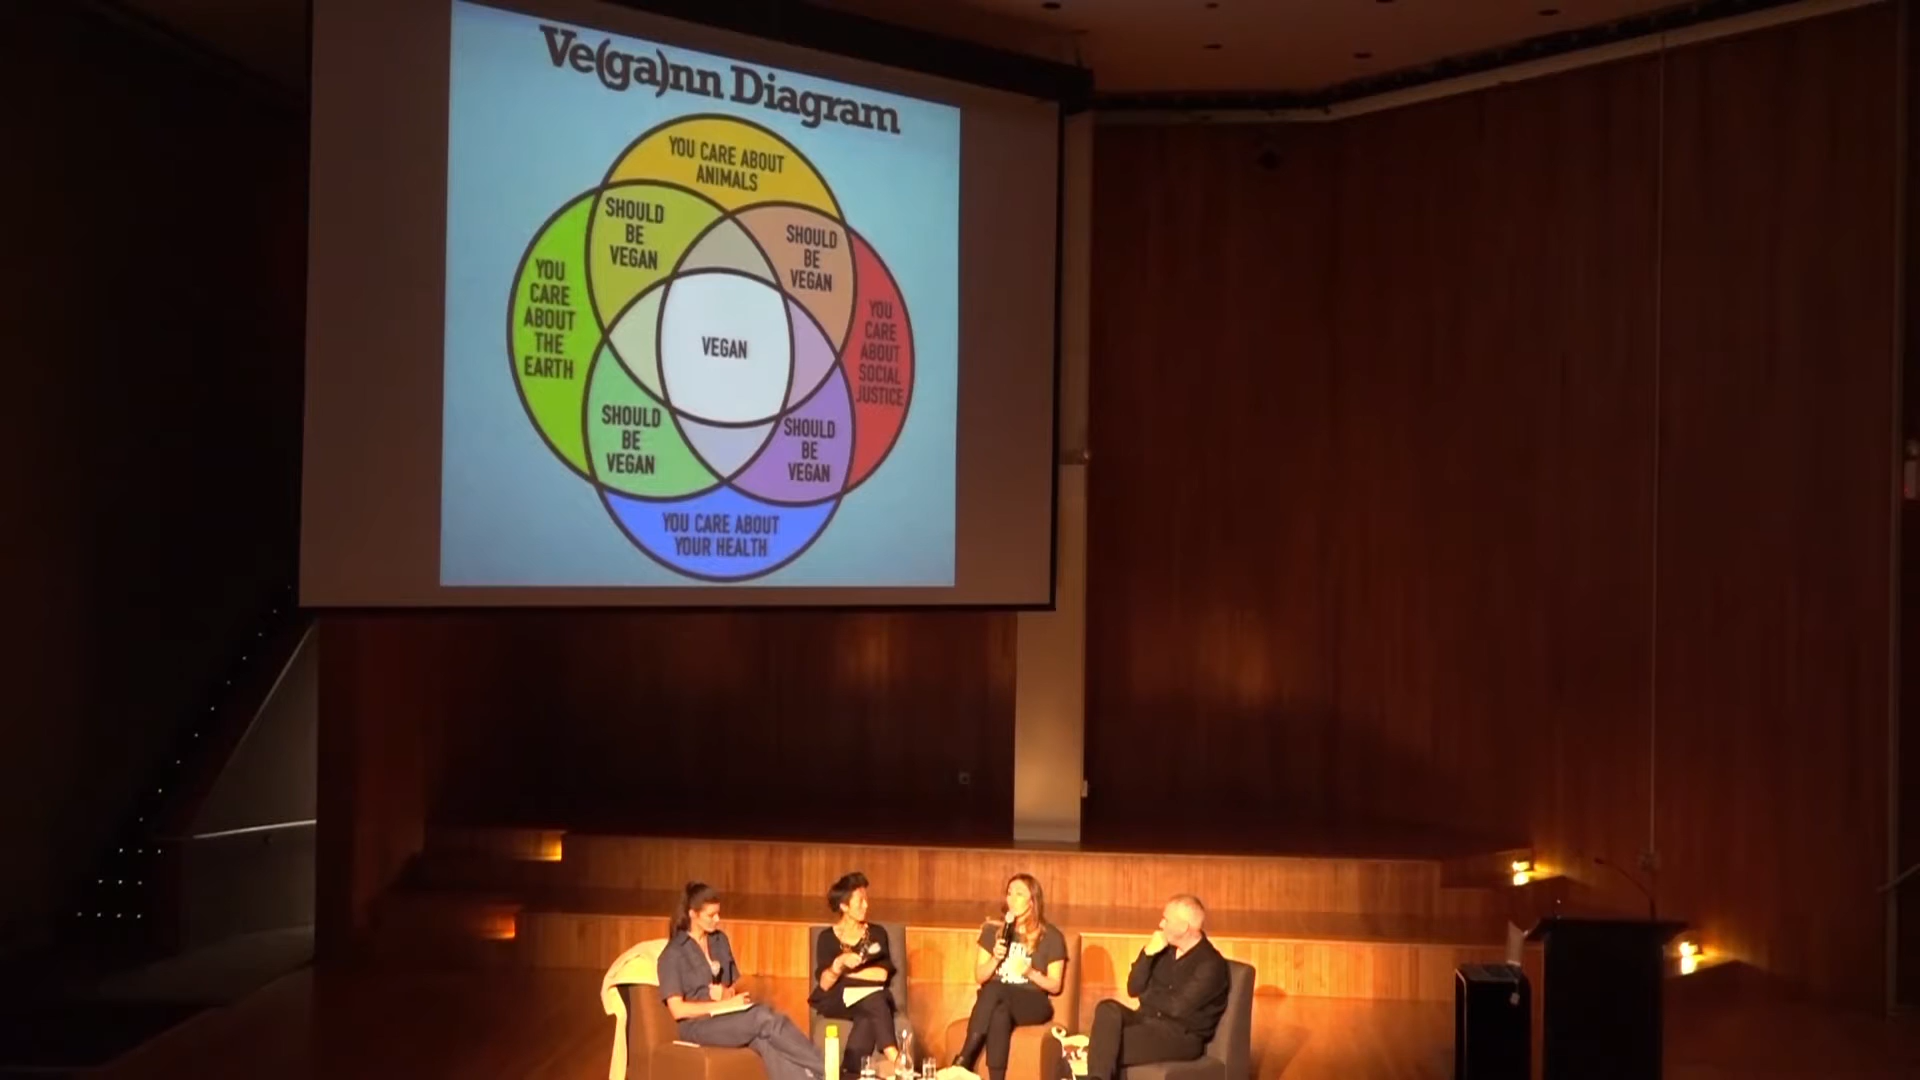 Ve(ga)nn Diagram
YOU CARE ABOUT
ANIMALS
SHOULD
BE
VEGAN
SHOULD
BE
VEGAN
YOU
CARE
ABOUT
THE
EARTH
VEGAN
YOU
CARE
ABOUT
SOCIAL
JUSTICE
SHOULD
BE
VEGAN
SHOULD
BE
VEGAN
YOU CARE ABOUT
YOUR HEALTH